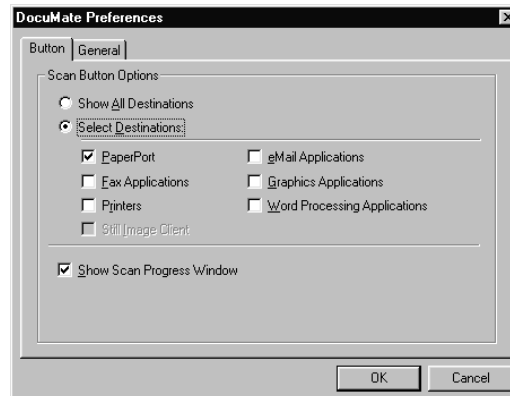 DocuMate Preferences
Button General
Scan Button Options
Show All Destinations
Select Destinations:
PaperPort eMail Applications
Fax Applications Graphics Applications
Printers Word Processing Applications
Still Image Client
Show Scan Progress Window
OK Cancel